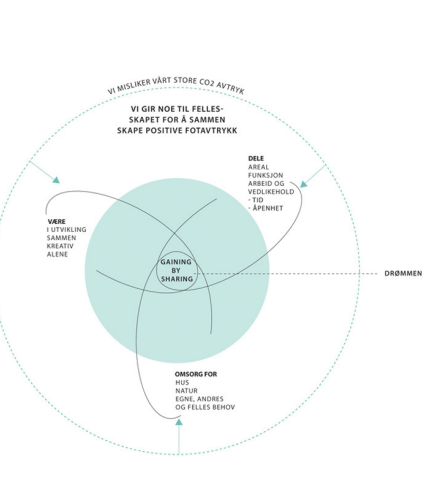 VI MISLIKER VÅRT STORE CO2 AVTRYK
VI GIR NOE TIL FELLES-
SKAPET FOR Å SAMMEN
SKAPE POSITIVE FOTAVTRYKK
DELE
AREAL
FUNKSJON
ARBEID OG
VEDLIKEHOLD
- TID
- ÅPENHET
VÆRE
I UTVIKLING
SAMMEN
KREATIV
ALENE
GAINING
BY
SHARING
DRØMMEN
OMSORG FOR
HUS
NATUR
EGNE, ANDRES
OG FELLES BEHOV